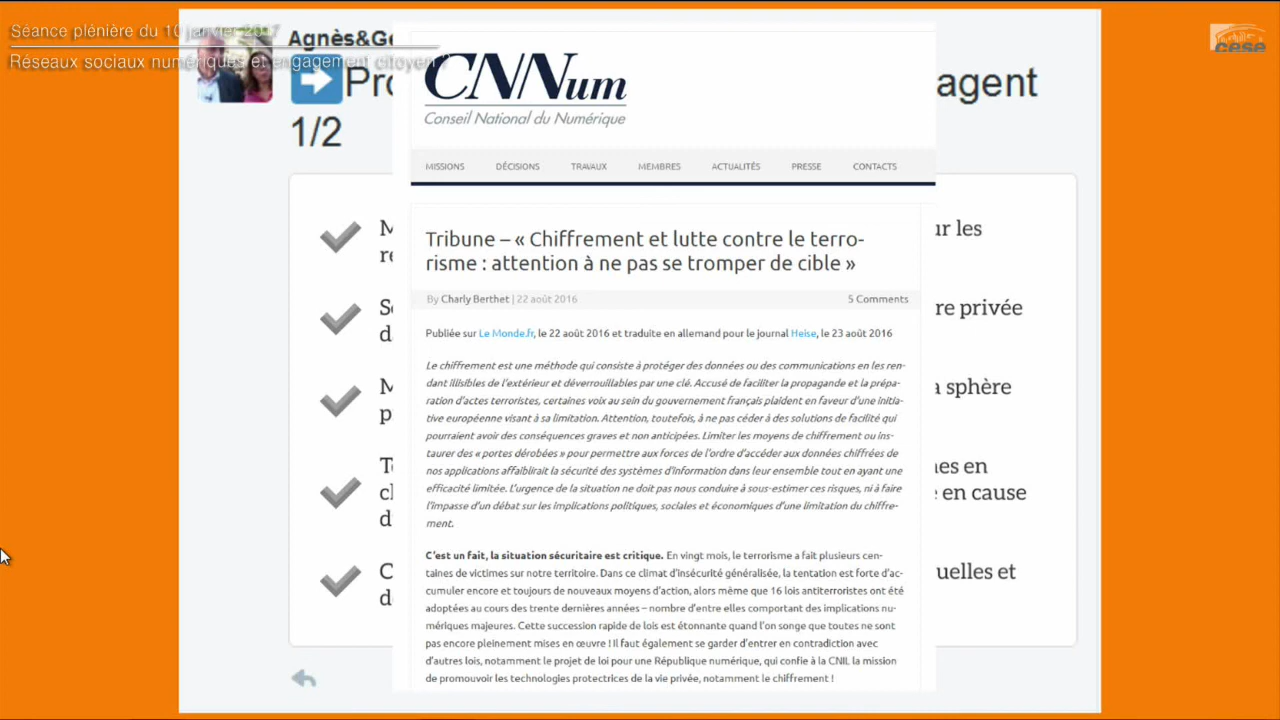 Séance plénière du 10 janvier 2017
Réseaux sociaux numériques et engagement citoyen ?
cese
Agnès&Ge
Pro
agent
1/2
CNNum
Conseil National du Numérique
MISSIONS DÉCISIONS TRAVAUX MEMBRES ACTUALITÉS PRESSE CONTACTS
Tribune – « Chiffrement et lutte contre le terro-
risme : attention à ne pas se tromper de cible »
By Charly Berthet | 22 août 2016 5 Comments
Publiée sur Le Monde.fr, le 22 août 2016 et traduite en allemand pour le journal Heise, le 23 août 2016
Le chiffrement est une méthode qui consiste à protéger des données ou des communications en les ren-
dant illisibles de l'extérieur et déverrouillables par une clé. Accusé de faciliter la propagande et la prépa-
ration d'actes terroristes, certaines voix au sein du gouvernement français plaident en faveur d'une initia-
tive européenne visant à sa limitation. Attention, toutefois, à ne pas céder à des solutions de facilité qui
pourraient avoir des conséquences graves et non anticipées. Limiter les moyens de chiffrement ou ins-
taurer des « portes dérobées » pour permettre aux forces de l'ordre d'accéder aux données chiffrées de
nos applications affaiblirait la sécurité des systèmes d'information dans leur ensemble tout en ayant une
efficacité limitée. L'urgence de la situation ne doit pas nous conduire à sous-estimer ces risques, ni à faire
l'impasse d'un débat sur les implications politiques, sociales et économiques d'une limitation du chiffre-
ment.
C'est un fait, la situation sécuritaire est critique. En vingt mois, le terrorisme a fait plusieurs cen-
taines de victimes sur notre territoire. Dans ce climat d'insécurité généralisée, la tentation est forte d'ac-
cumuler encore et toujours de nouveaux moyens d'action, alors même que 16 lois antiterroristes ont été
adoptées au cours des trente dernières années – nombre d'entre elles comportant des implications nu-
mériques majeures. Cette succession rapide de lois est étonnante quand l'on songe que toutes ne sont
pas encore pleinement mises en œuvre ! Il faut également se garder d'entrer en contradiction avec
d'autres lois, notamment le projet de loi pour une République numérique, qui confie à la CNIL la mission
de promouvoir les technologies protectrices de la vie privée, notamment le chiffrement !
ur les
re privée
a sphère
nes en
e en cause
uelles et